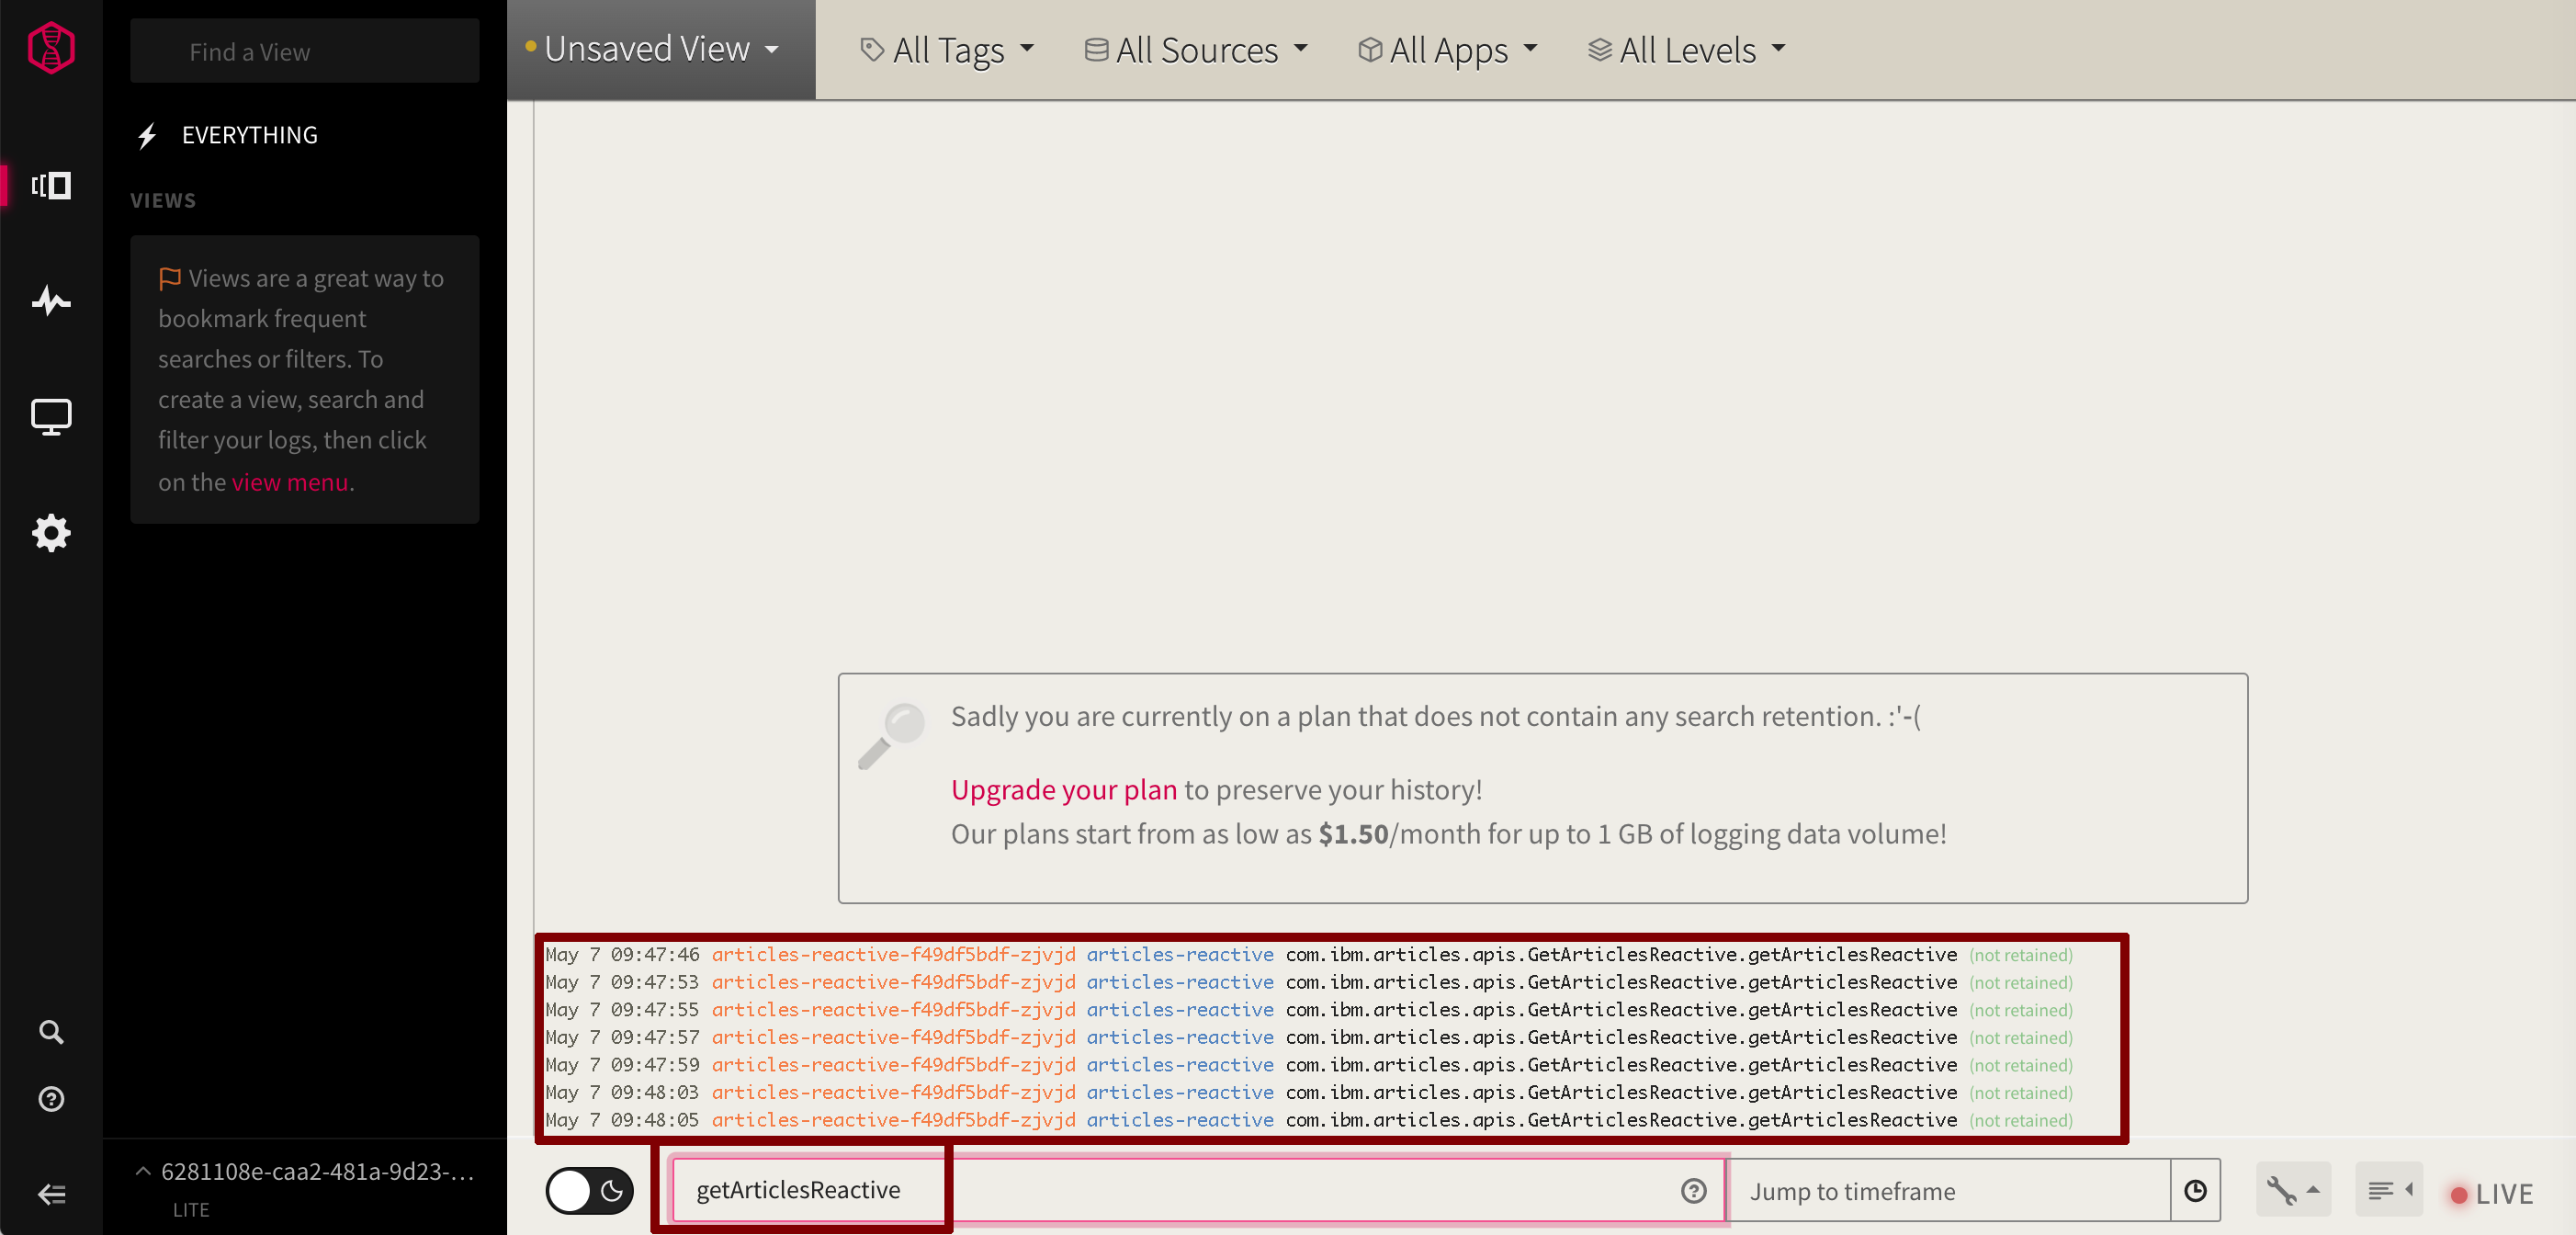 Find a View
EVERYTHING
VIEWS
Views are a great way to
bookmark frequent
searches or filters. To
create a view, search and
filter your logs, then click
on the view menu.
6281108e-caa2-481a-9d23-...
LITE
Unsaved View
All Tags
All Sources
All Apps
All Levels
Sadly you are currently on a plan that does not contain any search retention. :'-(
Upgrade your plan to preserve your history!
Our plans start from as low as $1.50/month for up to 1 GB of logging data volume!
May 7 09:47:46 articles-reactive-f49df5bdf-zjvjd articles-reactive com.ibm.articles.apis.GetArticlesReactive.getArticlesReactive (not retained)
May 7 09:47:53 articles-reactive-f49df5bdf-zjvjd articles-reactive com.ibm.articles.apis.GetArticlesReactive.getArticlesReactive (not retained)
May 7 09:47:55 articles-reactive-f49df5bdf-zjvjd articles-reactive com.ibm.articles.apis.GetArticlesReactive.getArticlesReactive (not retained)
May 7 09:47:57 articles-reactive-f49df5bdf-zjvjd articles-reactive com.ibm.articles.apis.GetArticlesReactive.getArticlesReactive (not retained)
May 7 09:47:59 articles-reactive-f49df5bdf-zjvjd articles-reactive com.ibm.articles.apis.GetArticlesReactive.getArticlesReactive (not retained)
May 7 09:48:03 articles-reactive-f49df5bdf-zjvjd articles-reactive com.ibm.articles.apis.GetArticlesReactive.getArticlesReactive (not retained)
May 7 09:48:05 articles-reactive-f49df5bdf-zjvjd articles-reactive com.ibm.articles.apis.GetArticlesReactive.getArticlesReactive (not retained)
getArticlesReactive
Jump to timeframe
LIVE